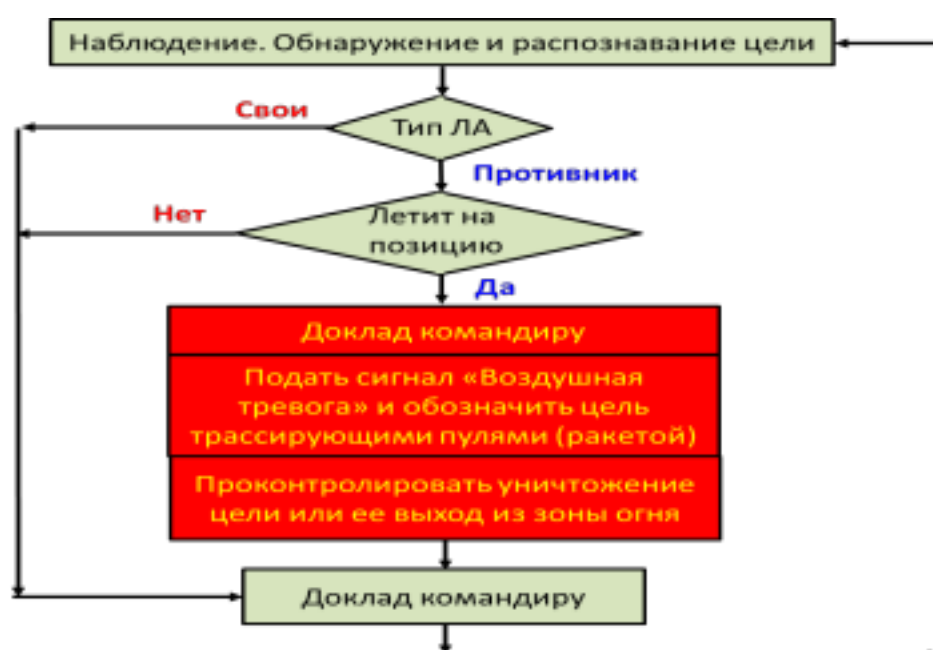 Наблюдение. Обнаружение и распознавание цели
Свои
Тип ЛА
Противник
Нет
Летит на
позицию
Да
Доклад командиру
Подать сигнал «Воздушная
тревога» и обозначить цель
трассирующими пулями (ракетой)
Проконтролировать уничтожение
цели или ее выход из зоны огня
Доклад командиру